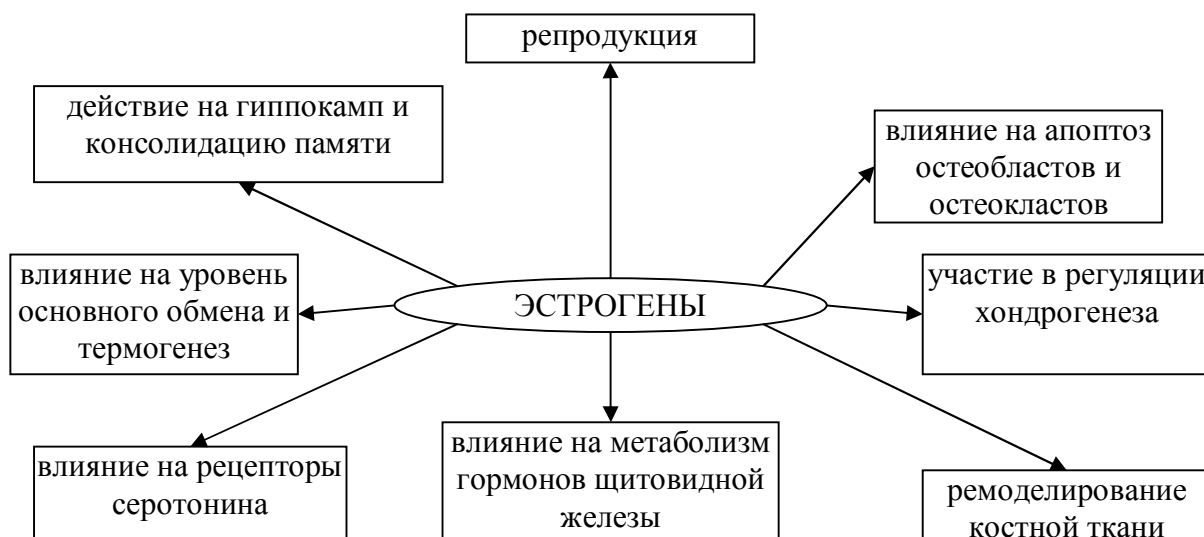 репродукция
действие на гиппокамп и
консолидацию памяти
влияние на апоптоз
остеобластов и
остеокластов
влияние на уровень
основного обмена и
термогенез
ЭСТРОГЕНЫ
участие в регуляции
хондрогенеза
влияние на рецепторы
серотонина
влияние на метаболизм
гормонов щитовидной
железы
ремоделирование
костной ткани